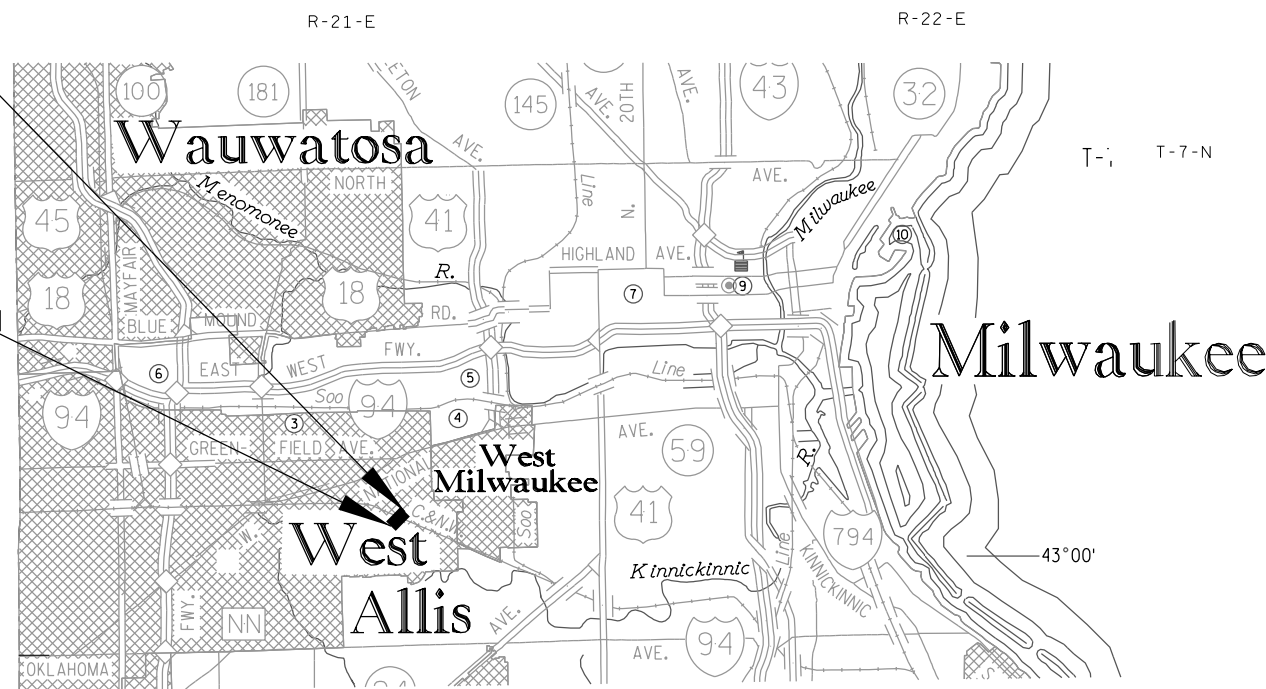 R-21-E
R-22-E
100
181
145
AVE.
20TH
AVE.
43
32
Wauwatosa
AVE.
T-7-N
NORTH
AVE.
Line
N.
Menomonee
Milwaukee
45
41
HIGHLAND AVE.
10
R.
18
18
MAYFAIR
7
9
RD.
BLUE MOUND
Milwaukee
FWY.
EAST WEST
6
5
Line
Soo
94
94
3
4
GREEN-
FIELD AVE.
AVE.
59
R.
West
Milwaukee
NATIONAL
C.&N.W.
Soo
41
794
West
Allis
W.
Line
43°00'
Kinnickinnic
KINNICKINNIC
FWY.
NN
AVE.
94
AVE.
OKLAHOMA
S.